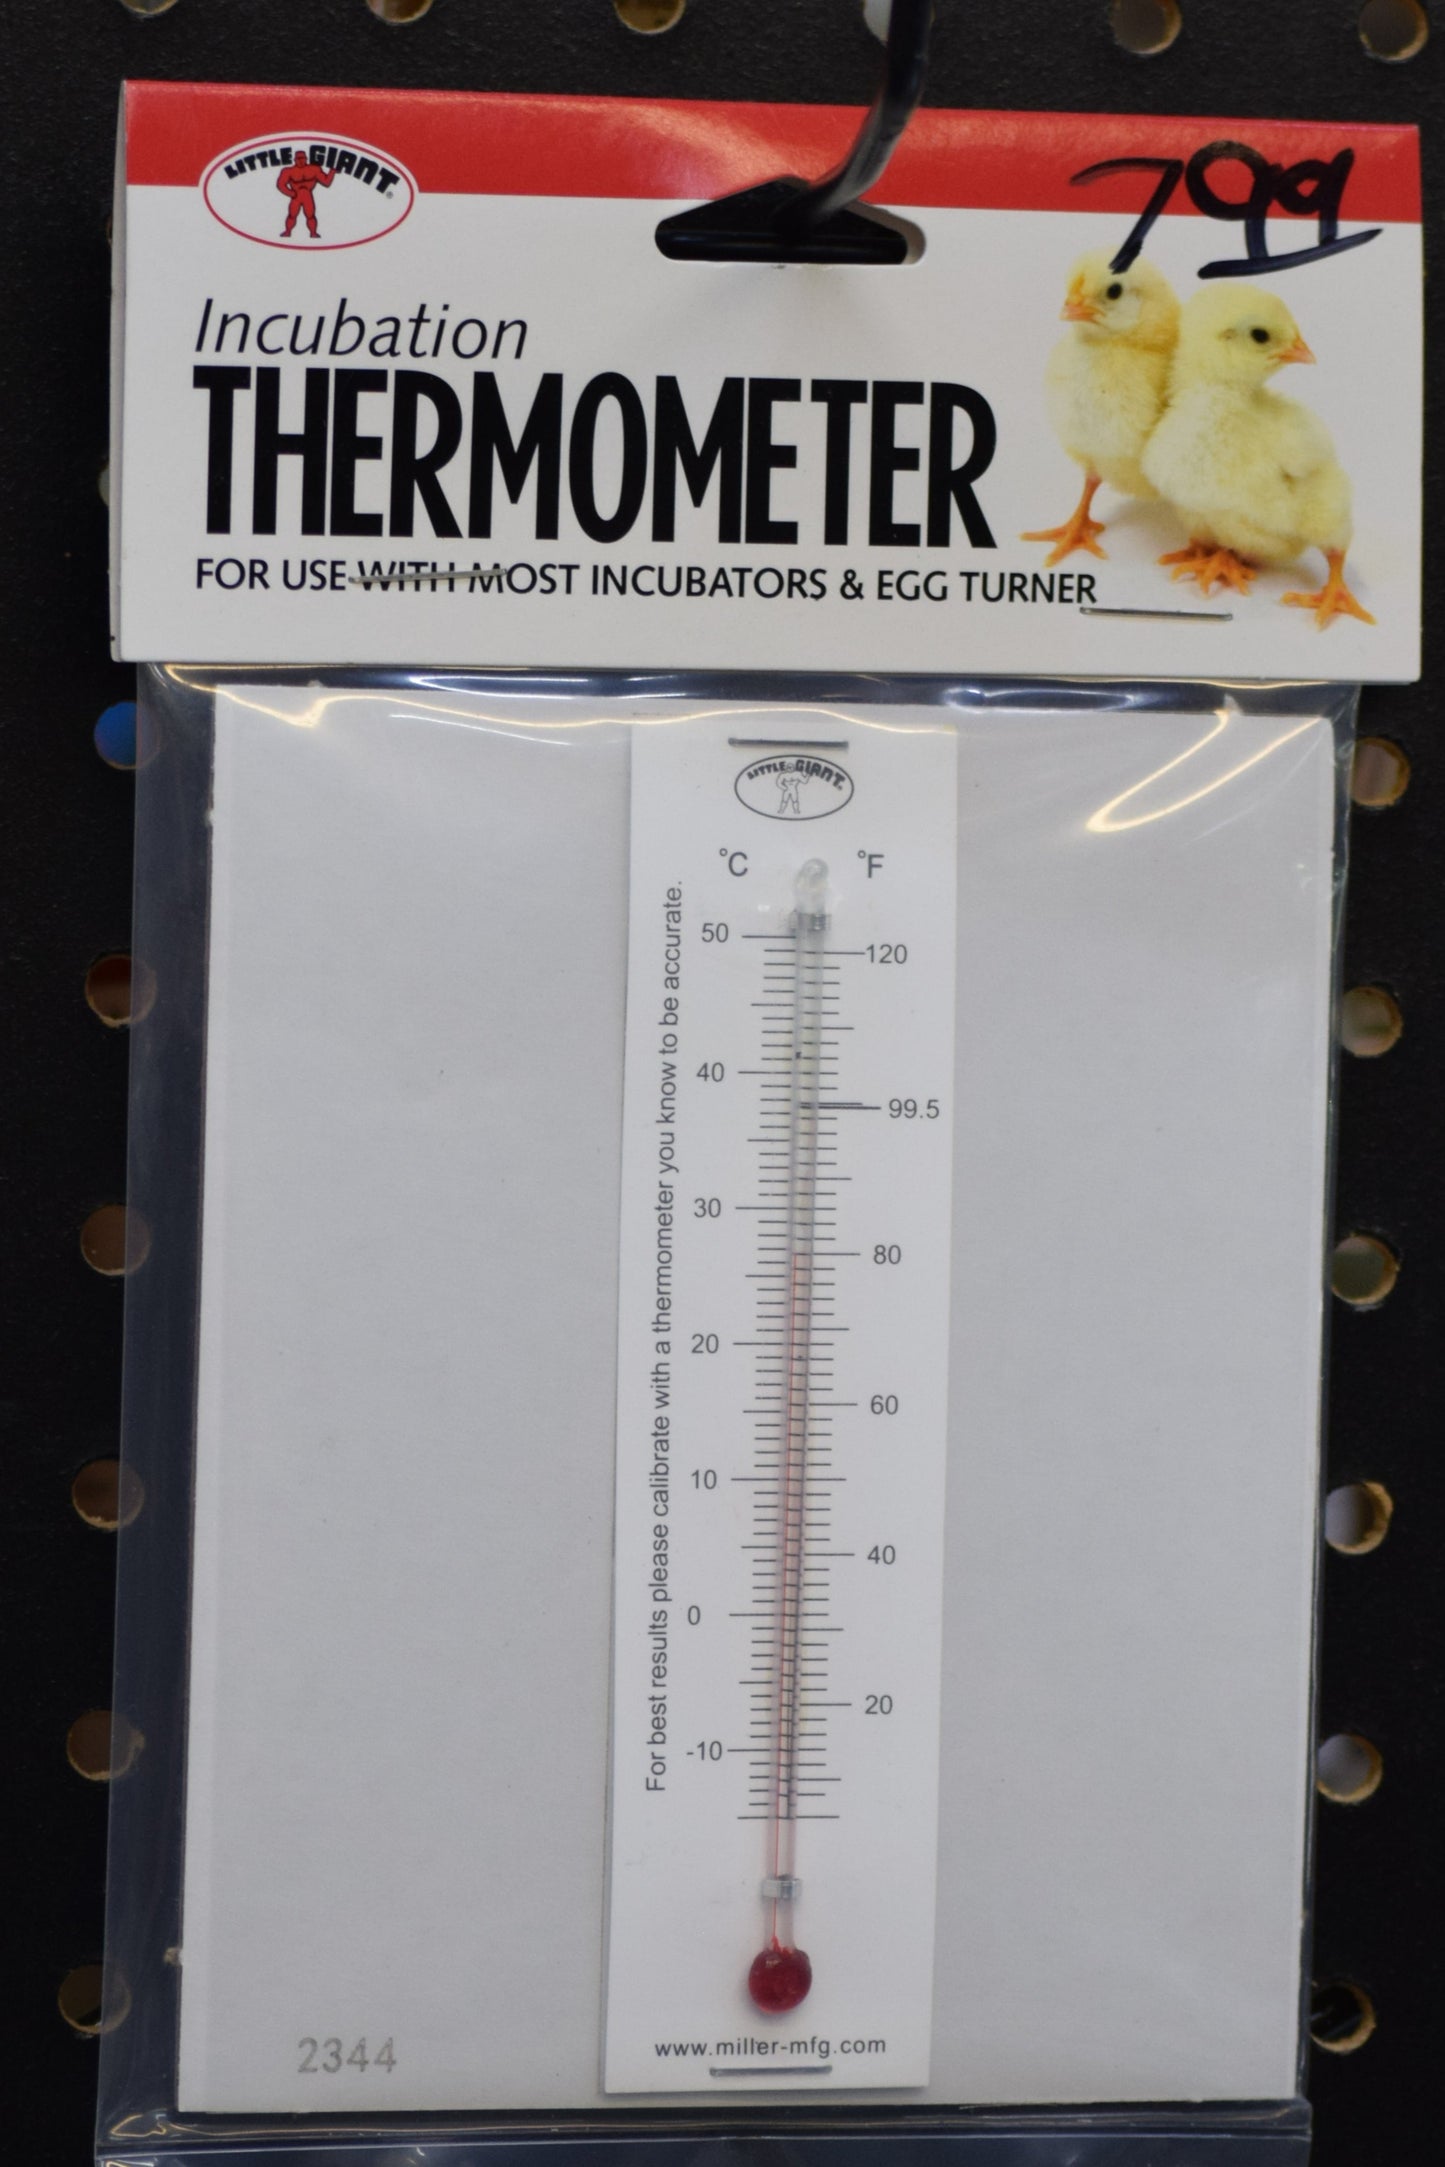 LITTLE GIANT®
799
Incubation
THERMOMETER
FOR USE WITH MOST INCUBATORS & EGG TURNER
LITTLE GIANT®
°C °F
50
120
40
99.5
30
80
20
60
10
40
0
20
-10
For best results please calibrate with a thermometer you know to be accurate.
www.miller-mfg.com
2344